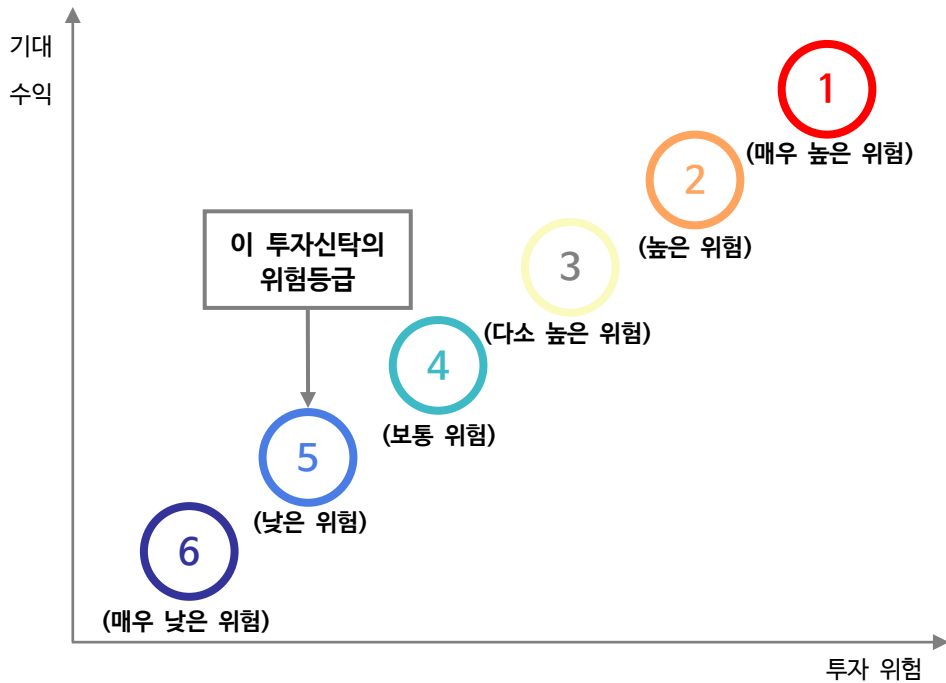 기대
수익
1
(매우 높은 위험)
2
(높은 위험)
이 투자신탁의
위험등급
3
(다소 높은 위험)
4
(보통 위험)
5
(낮은 위험)
6
(매우 낮은 위험)
투자 위험